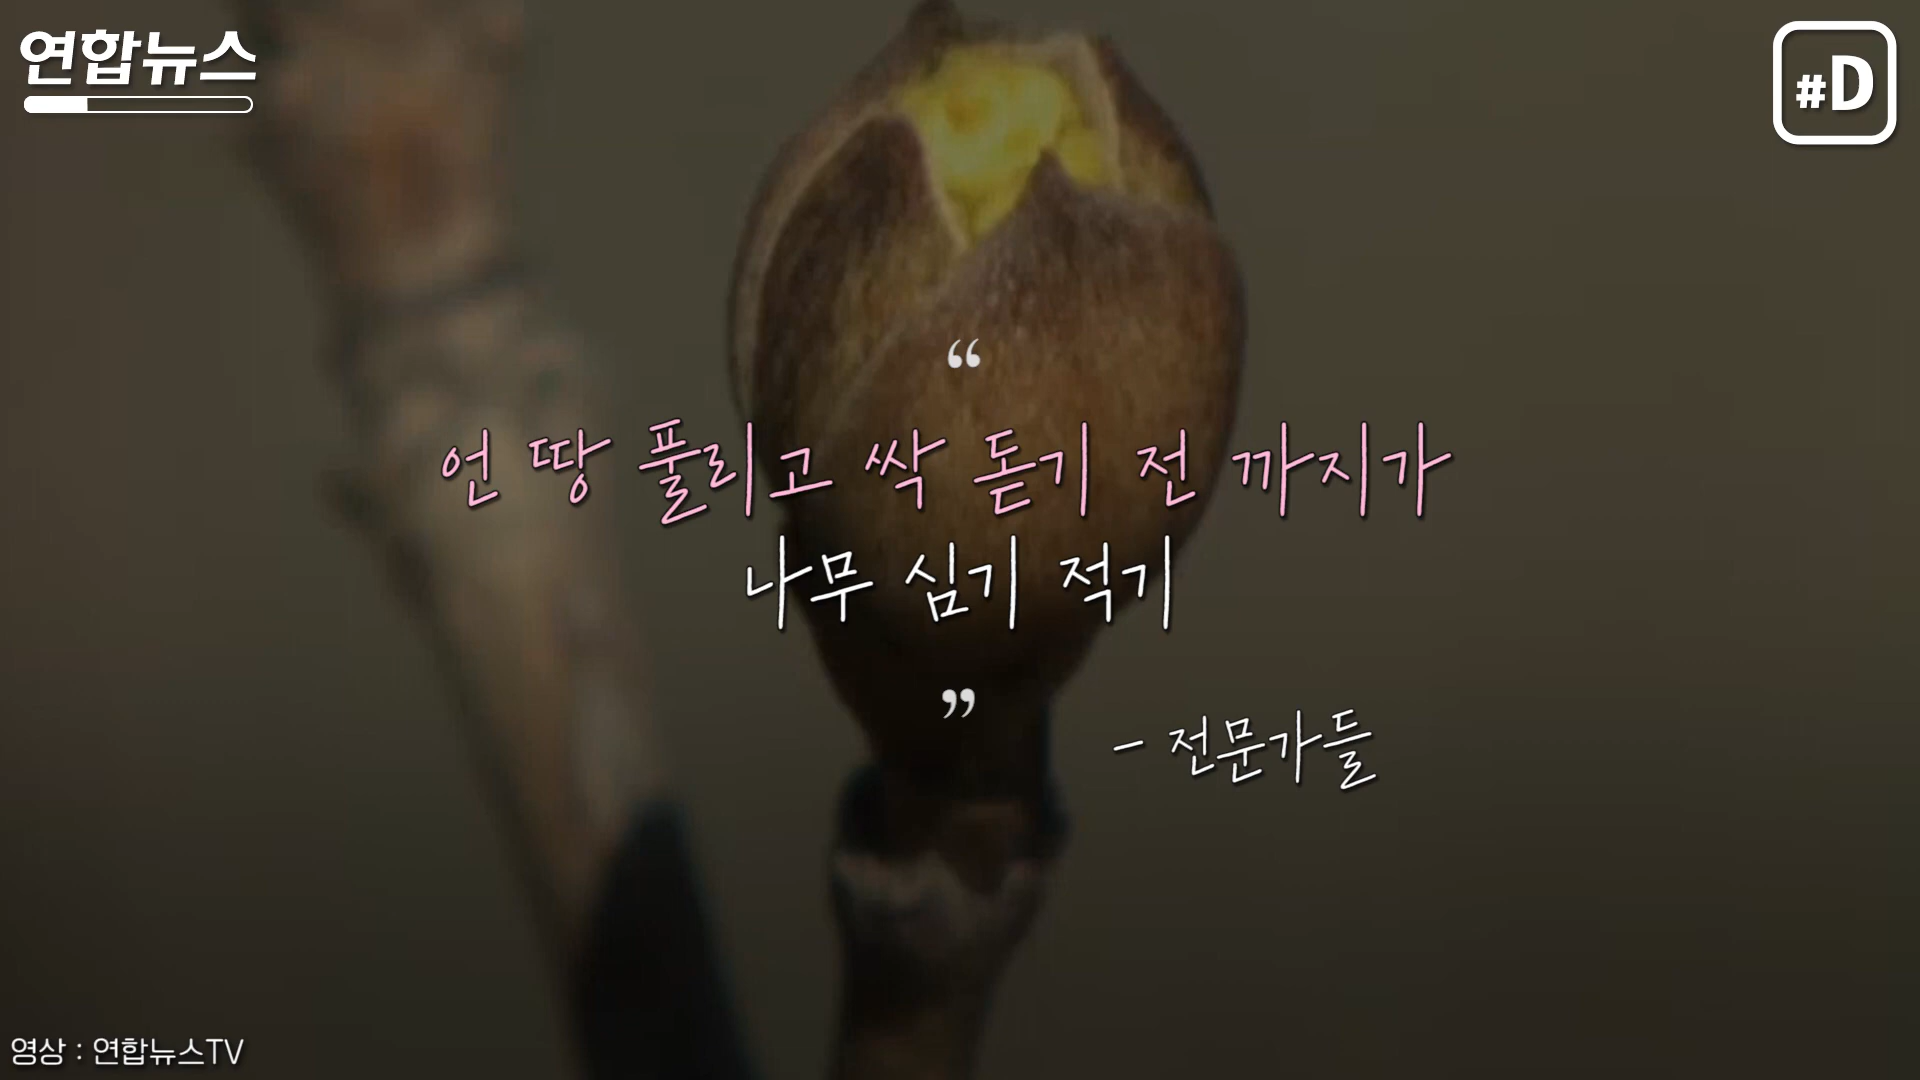 연합뉴스
#D
“
언 땅 풀리고 싹 돋기 전 까지가
나무 심기 적기
”
- 전문가들
영상 : 연합뉴스TV